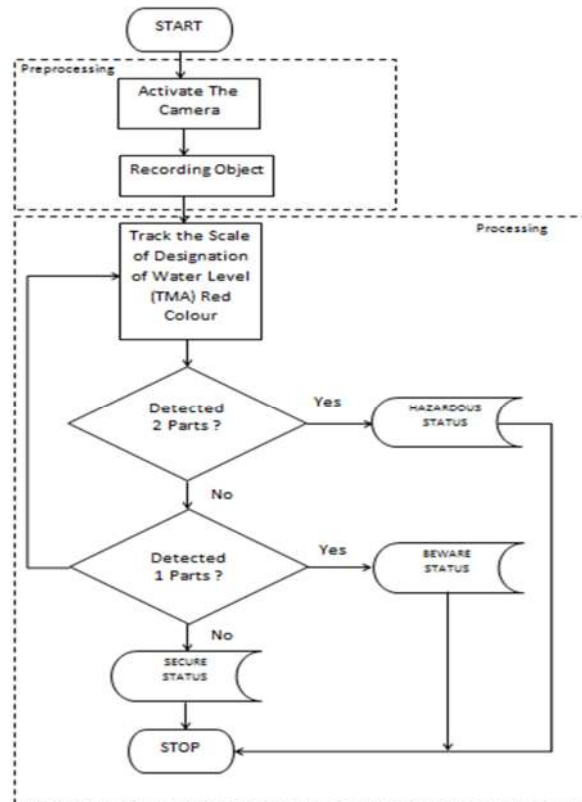 START
Preprocessing
Activate The
Camera
Recording Object
Processing
Track the Scale
of Designation
of Water Level
(TMA) Red
Colour
Detected
2 Parts ?
Yes
HAZARDOUS
STATUS
No
Detected
1 Parts ?
Yes
BEWARE
STATUS
No
SECURE
STATUS
STOP